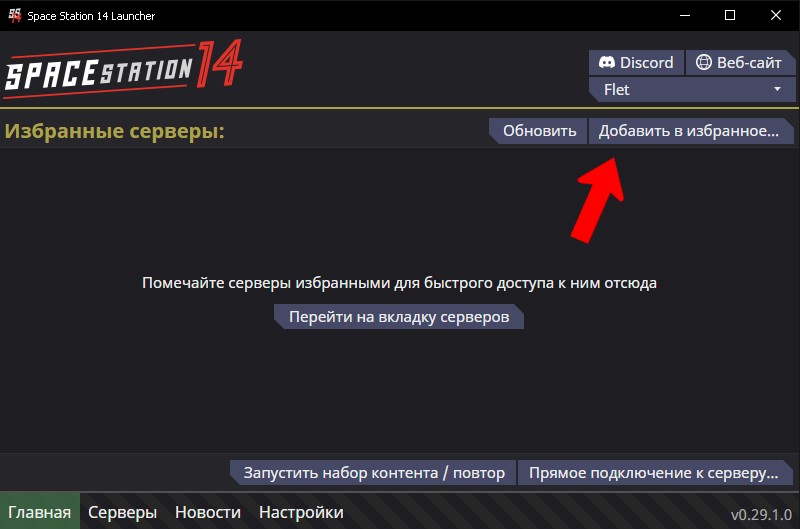 Space Station 14 Launcher
SPACE STATION 14
Discord
Веб-сайт
Flet
Избранные серверы:
Обновить
Добавить в избранное...
Помечайте серверы избранными для быстрого доступа к ним отсюда
Перейти на вкладку серверов
Запустить набор контента / повтор
Прямое подключение к серверу...
Главная
Серверы
Новости
Настройки
v0.29.1.0